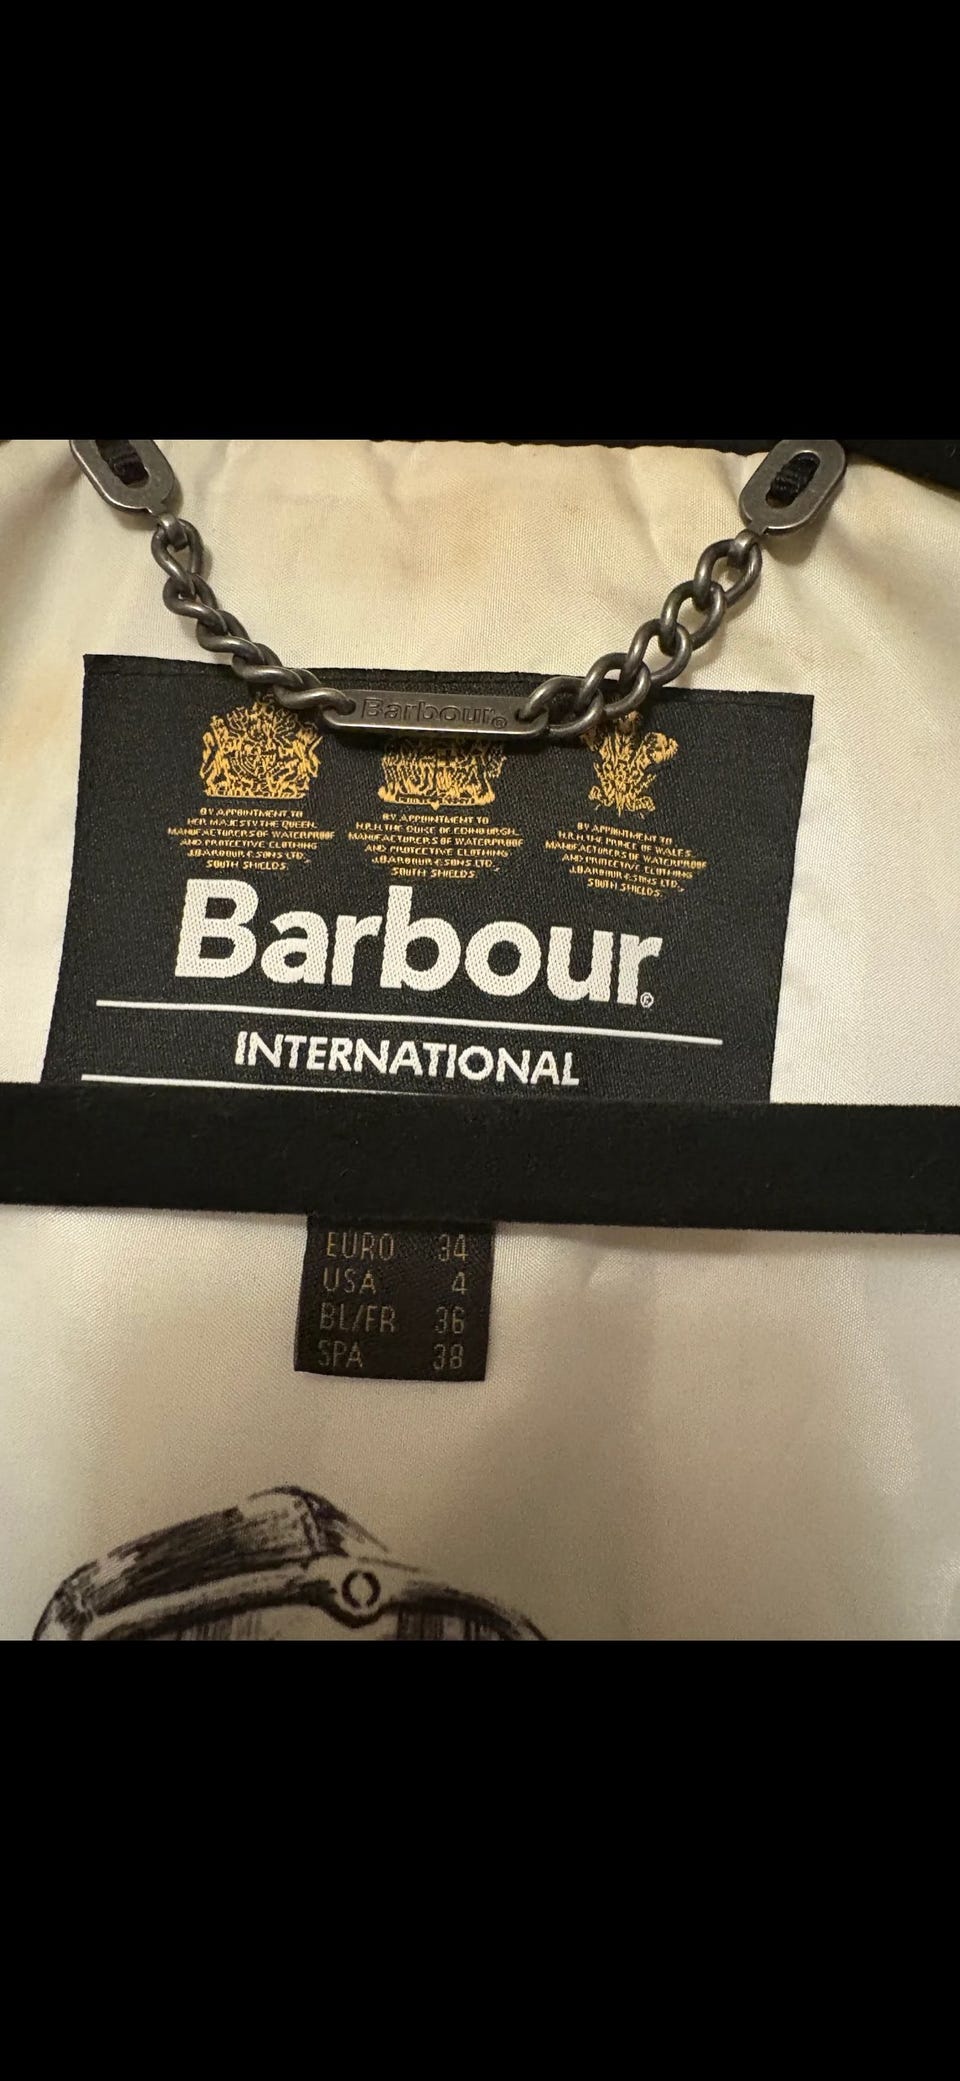 Barbour®
BY APPOINTMENT TO
HER MAJESTY THE QUEEN.
MANUFACTURERS OF WATERPROOF
AND PROTECTIVE CLOTHING
J.BARBOUR & SONS LTD.
SOUTH SHIELDS.
BY APPOINTMENT TO
H.R.H. THE DUKE OF EDINBURGH.
MANUFACTURERS OF WATERPROOF
AND PROTECTIVE CLOTHING
J.BARBOUR & SONS LTD.
SOUTH SHIELDS.
BY APPOINTMENT TO
H.R.H. THE PRINCE OF WALES.
MANUFACTURERS OF WATERPROOF
AND PROTECTIVE CLOTHING
J.BARBOUR & SONS LTD.
SOUTH SHIELDS.
Barbour®
INTERNATIONAL
EURO 34
USA 4
BL/FR 36
SPA 38